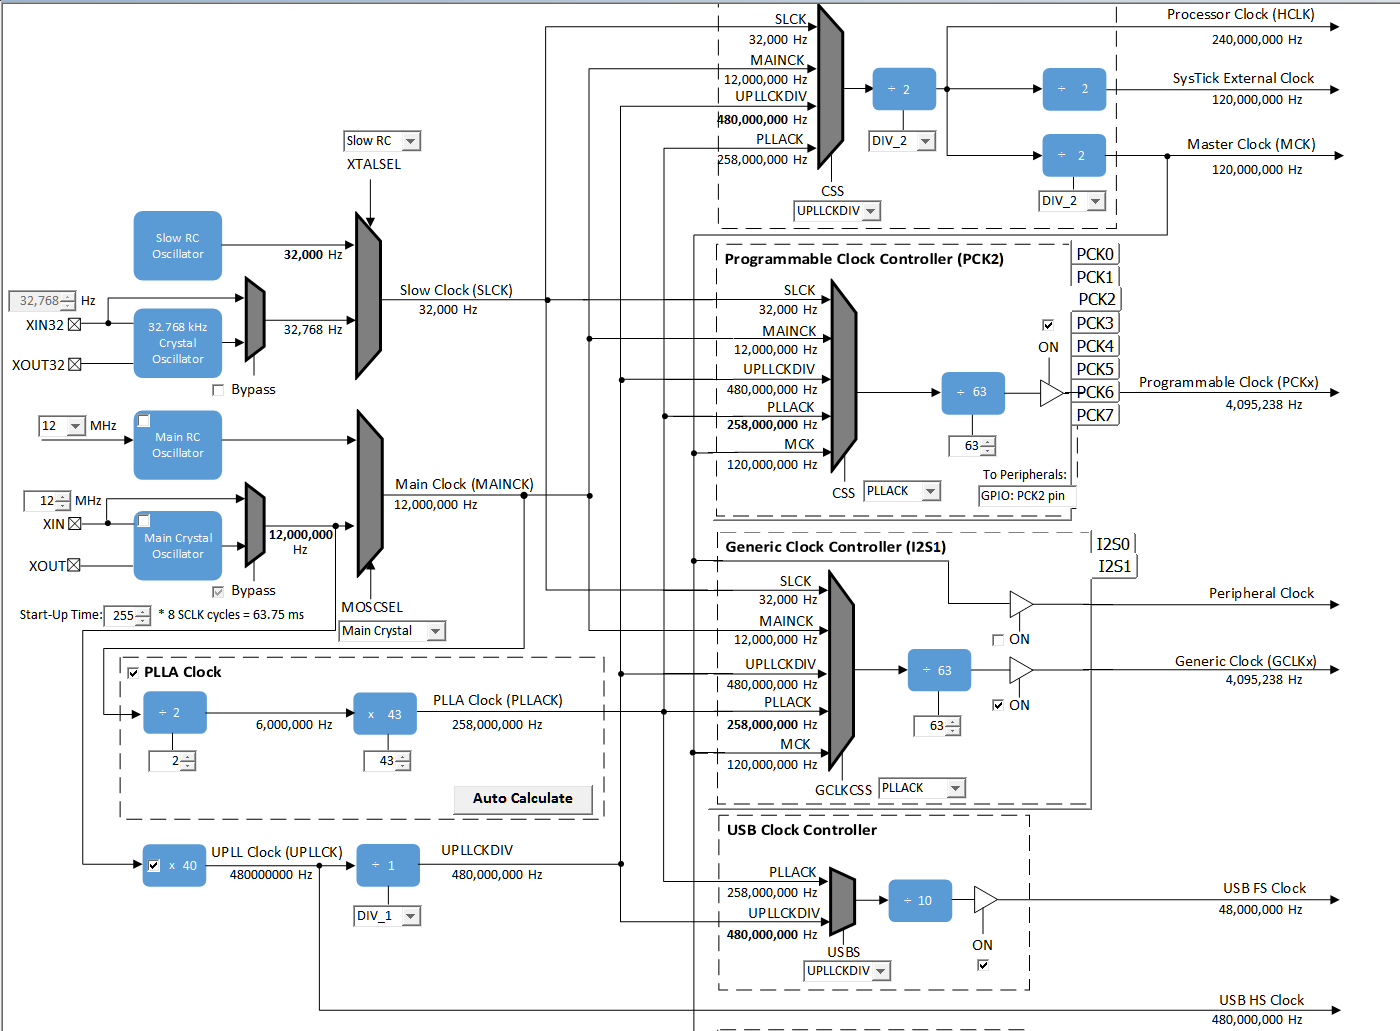 SLCK
32,000 Hz
MAINCK
12,000,000 Hz
UPLLCKDIV
480,000,000 Hz
PLLACK
258,000,000 Hz
÷ 2
DIV_2
CSS
UPLLCKDIV
÷ 2
÷ 2
DIV_2
Processor Clock (HCLK)
240,000,000 Hz
SysTick External Clock
120,000,000 Hz
Master Clock (MCK)
120,000,000 Hz
Slow RC
XTALSEL
Slow RC
Oscillator
32,000 Hz
32,768 Hz
XIN32
XOUT32
32.768 kHz
Crystal
Oscillator
32,768 Hz
Bypass
Slow Clock (SLCK)
32,000 Hz
12 MHz
Main RC
Oscillator
12 MHz
XIN
XOUT
Main Crystal
Oscillator
12,000,000
Hz
Bypass
Main Clock (MAINCK)
12,000,000 Hz
MOSCSEL
Main Crystal
Start-Up Time: 255 * 8 SCLK cycles = 63.75 ms
PLLA Clock
÷ 2
2
6,000,000 Hz
x 43
43
PLLA Clock (PLLACK)
258,000,000 Hz
Auto Calculate
x 40
UPLL Clock (UPLLCK)
480000000 Hz
÷ 1
DIV_1
UPLLCKDIV
480,000,000 Hz
Programmable Clock Controller (PCK2)
SLCK
32,000 Hz
MAINCK
12,000,000 Hz
UPLLCKDIV
480,000,000 Hz
PLLACK
258,000,000 Hz
MCK
120,000,000 Hz
CSS
PLLACK
÷ 63
63
ON
To Peripherals:
GPIO: PCK2 pin
PCK0
PCK1
PCK2
PCK3
PCK4
PCK5
PCK6
PCK7
Programmable Clock (PCKx)
4,095,238 Hz
Generic Clock Controller (I2S1)
SLCK
32,000 Hz
MAINCK
12,000,000 Hz
UPLLCKDIV
480,000,000 Hz
PLLACK
258,000,000 Hz
MCK
120,000,000 Hz
GCLKCSS
PLLACK
÷ 63
63
ON
ON
I2S0
I2S1
Peripheral Clock
Generic Clock (GCLKx)
4,095,238 Hz
USB Clock Controller
PLLACK
258,000,000 Hz
UPLLCKDIV
480,000,000 Hz
USBS
UPLLCKDIV
÷ 10
ON
USB FS Clock
48,000,000 Hz
USB HS Clock
480,000,000 Hz